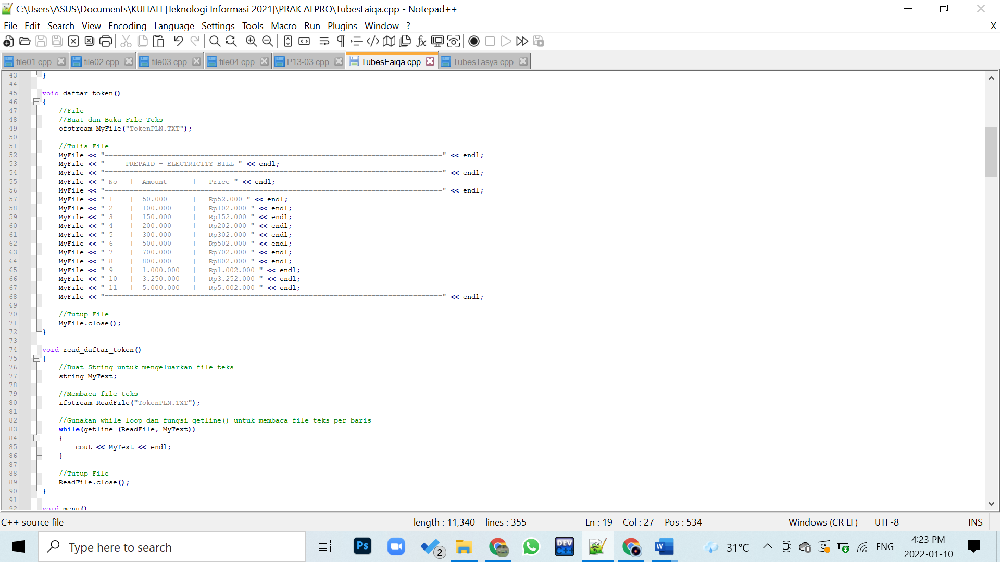 C:\Users\ASUS\Documents\KULIAH [Teknologi Informasi 2021]\PRAK ALPRO\TubesFaiqa.cpp - Notepad++
File Edit Search View Encoding Language Settings Tools Macro Run Plugins Window ? X
file01.cpp file02.cpp file03.cpp file04.cpp P13-03.cpp TubesFaiqa.cpp TubesTasya.cpp
43 }
44
45 void daftar_token()
46 {
47 //File
48 //Buat dan Buka File Teks
49 ofstream MyFile("TokenPLN.TXT");
50
51 //Tulis File
52 MyFile << "=================================================================================" << endl;
53 MyFile << "     PREPAID - ELECTRICITY BILL " << endl;
54 MyFile << "=================================================================================" << endl;
55 MyFile << " No   |  Amount      |   Price " << endl;
56 MyFile << "=================================================================================" << endl;
57 MyFile << " 1    |  50.000      |   Rp52.000 " << endl;
58 MyFile << " 2    |  100.000     |   Rp102.000 " << endl;
59 MyFile << " 3    |  150.000     |   Rp152.000 " << endl;
60 MyFile << " 4    |  200.000     |   Rp202.000 " << endl;
61 MyFile << " 5    |  300.000     |   Rp302.000 " << endl;
62 MyFile << " 6    |  500.000     |   Rp502.000 " << endl;
63 MyFile << " 7    |  700.000     |   Rp702.000 " << endl;
64 MyFile << " 8    |  800.000     |   Rp802.000 " << endl;
65 MyFile << " 9    |  1.000.000   |   Rp1.002.000 " << endl;
66 MyFile << " 10   |  3.250.000   |   Rp3.252.000 " << endl;
67 MyFile << " 11   |  5.000.000   |   Rp5.002.000 " << endl;
68 MyFile << "=================================================================================" << endl;
69
70 //Tutup File
71 MyFile.close();
72 }
73
74 void read_daftar_token()
75 {
76 //Buat String untuk mengeluarkan file teks
77 string MyText;
78
79 //Membaca file teks
80 ifstream ReadFile("TokenPLN.TXT");
81
82 //Gunakan while loop dan fungsi getline() untuk membaca file teks per baris
83 while(getline (ReadFile, MyText))
84 {
85 cout << MyText << endl;
86 }
87
88 //Tutup File
89 ReadFile.close();
90 }
91
92 void menu()
C++ source file length : 11,340 lines : 355 Ln : 19 Col : 27 Pos : 534 Windows (CR LF) UTF-8 INS
Type here to search Ps 2 DEV C++ W 31°C ENG 4:23 PM
2022-01-10